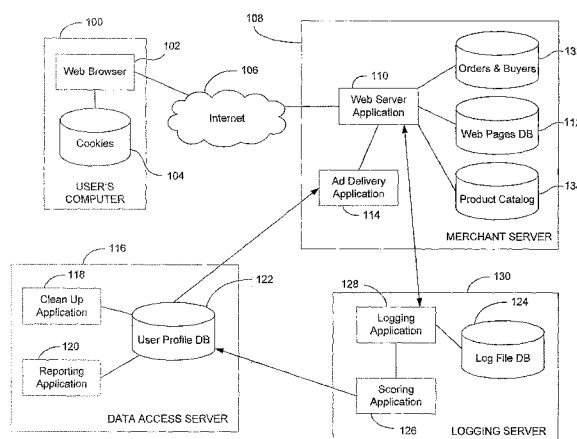 100
102
Web Browser
Cookies
104
USER'S
COMPUTER
106
Internet
108
110
Web Server
Application
Orders & Buyers
Web Pages DB
Product Catalog
Ad Delivery
Application
114
MERCHANT SERVER
116
118
Clean Up
Application
120
Reporting
Application
122
User Profile DB
DATA ACCESS SERVER
130
128
Logging
Application
124
Log File DB
Scoring
Application
126
LOGGING SERVER